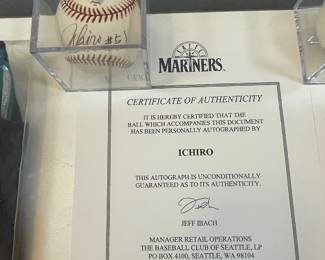 #51
MARINERS
CERTIFICATE OF AUTHENTICITY
IT IS HEREBY CERTIFIED THAT THE
BALL WHICH ACCOMPANIES THIS DOCUMENT
HAS BEEN PERSONALLY AUTOGRAPHED BY
ICHIRO
THIS AUTOGRAPH IS UNCONDITIONALLY
GUARANTEED AS TO ITS AUTHENTICITY.
JEFF IBACH
MANAGER RETAIL OPERATIONS
THE BASEBALL CLUB OF SEATTLE, LP
PO BOX 4100, SEATTLE, WA 98104